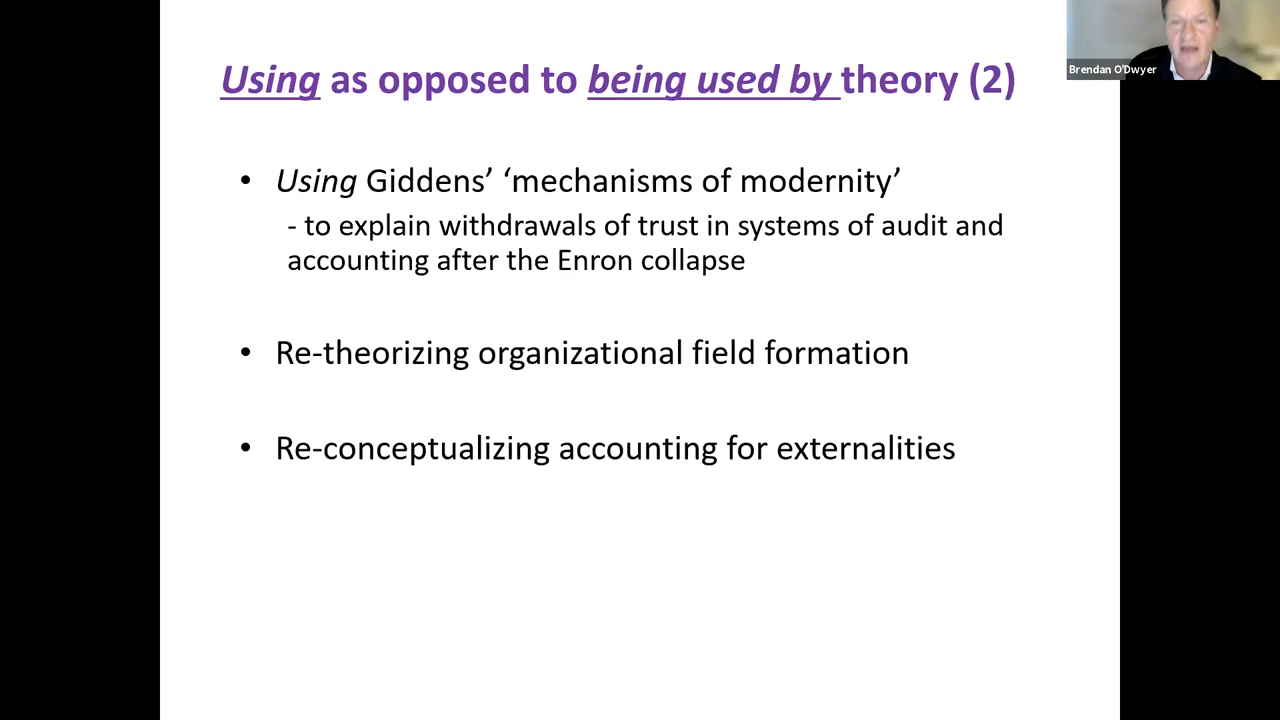 Using as opposed to being used by theory (2)
Brendan O'Dwyer
• Using Giddens’ ‘mechanisms of modernity’
- to explain withdrawals of trust in systems of audit and
accounting after the Enron collapse
• Re-theorizing organizational field formation
• Re-conceptualizing accounting for externalities